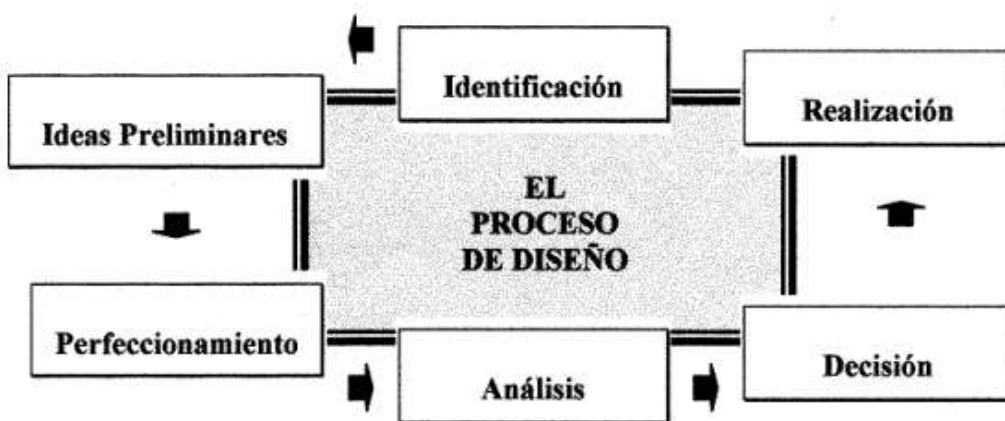 Identificación
Realización
Ideas Preliminares
EL
PROCESO
DE DISEÑO
Perfeccionamiento
Análisis
Decisión